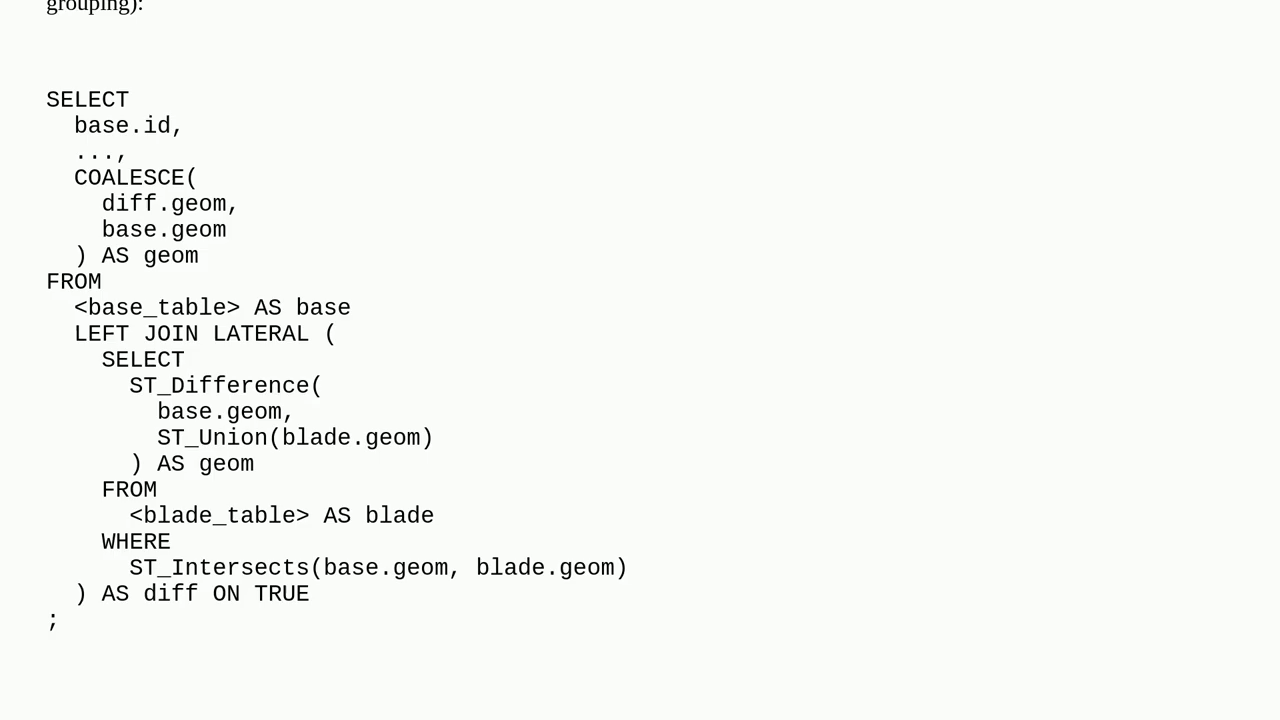 grouping):
SELECT
  base.id,
  ...,
  COALESCE(
    diff.geom,
    base.geom
  ) AS geom
FROM
  <base_table> AS base
  LEFT JOIN LATERAL (
    SELECT
      ST_Difference(
        base.geom,
        ST_Union(blade.geom)
      ) AS geom
    FROM
      <blade_table> AS blade
    WHERE
      ST_Intersects(base.geom, blade.geom)
  ) AS diff ON TRUE
;